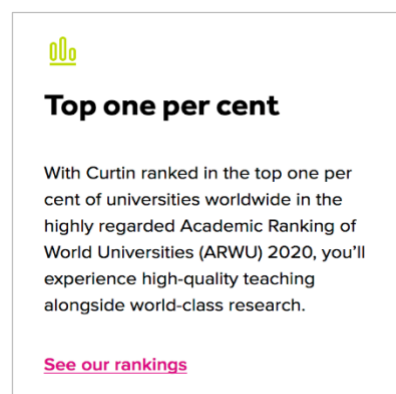 Top one per cent
With Curtin ranked in the top one per
cent of universities worldwide in the
highly regarded Academic Ranking of
World Universities (ARWU) 2020, you'll
experience high-quality teaching
alongside world-class research.
See our rankings